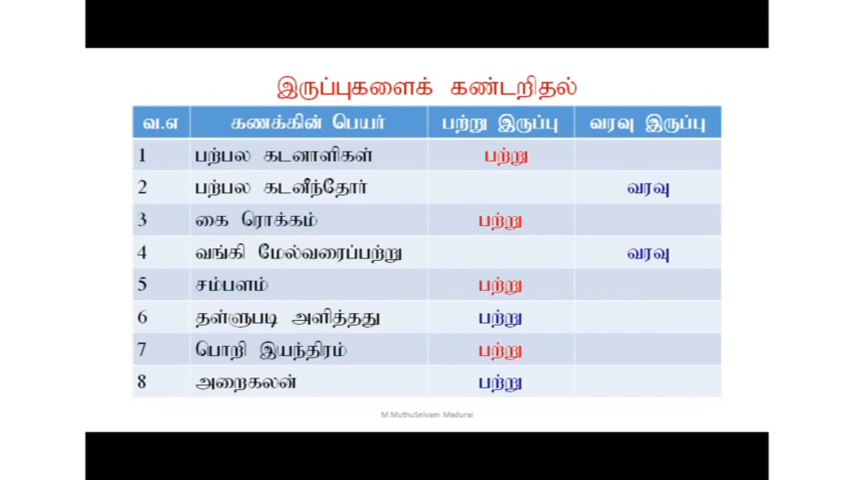 இருப்புகளைக் கண்டறிதல்
வ.எ கணக்கின் பெயர் பற்று இருப்பு வரவு இருப்பு
1 பற்பல கடனாளிகள் பற்று
2 பற்பல கடனீந்தோர் வரவு
3 கை ரொக்கம் பற்று
4 வங்கி மேல்வரைப்பற்று வரவு
5 சம்பளம் பற்று
6 தள்ளுபடி அளித்தது பற்று
7 பொறி இயந்திரம் பற்று
8 அறைகலன் பற்று
M.MuthuSelvam Madurai